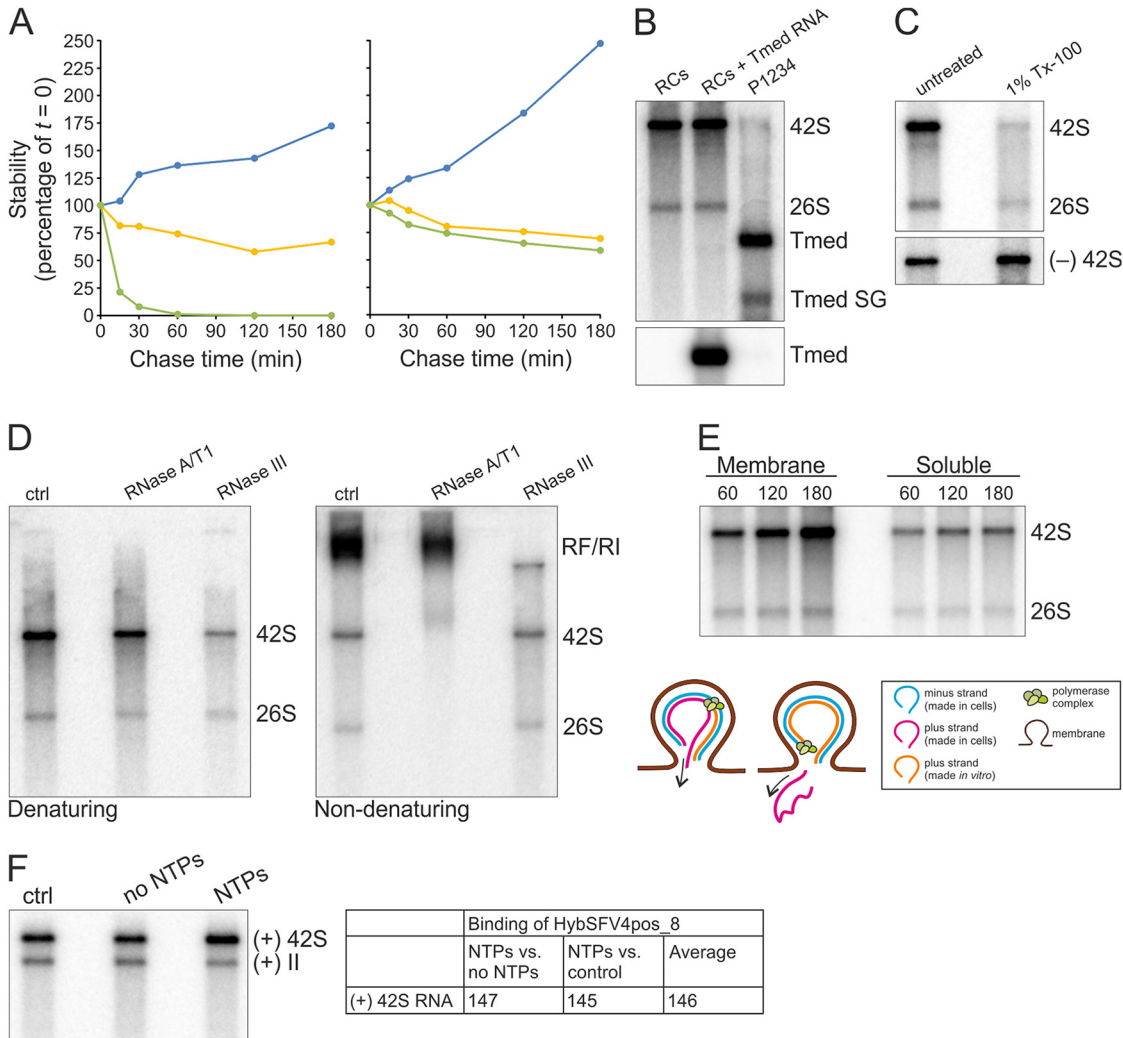 A
250
225
200
175
150
125
100
75
50
25
0
Stability
(percentage of t = 0)
0 30 60 90 120 150 180
Chase time (min)
0 30 60 90 120 150 180
Chase time (min)
B
RCs
RCs + Tmed RNA
P1234
42S
26S
Tmed
Tmed SG
Tmed
C
untreated
1% Tx-100
42S
26S
(–) 42S
D
ctrl
RNase A/T1
RNase III
42S
26S
Denaturing
ctrl
RNase A/T1
RNase III
RF/RI
42S
26S
Non-denaturing
E
Membrane Soluble
60 120 180 60 120 180
42S
26S
minus strand
(made in cells)
plus strand
(made in cells)
plus strand
(made in vitro)
polymerase
complex
membrane
F
ctrl
no NTPs
NTPs
(+) 42S
(+) II
Binding of HybSFV4pos_8
NTPs vs.
no NTPs
NTPs vs.
control
Average
(+) 42S RNA 147 145 146